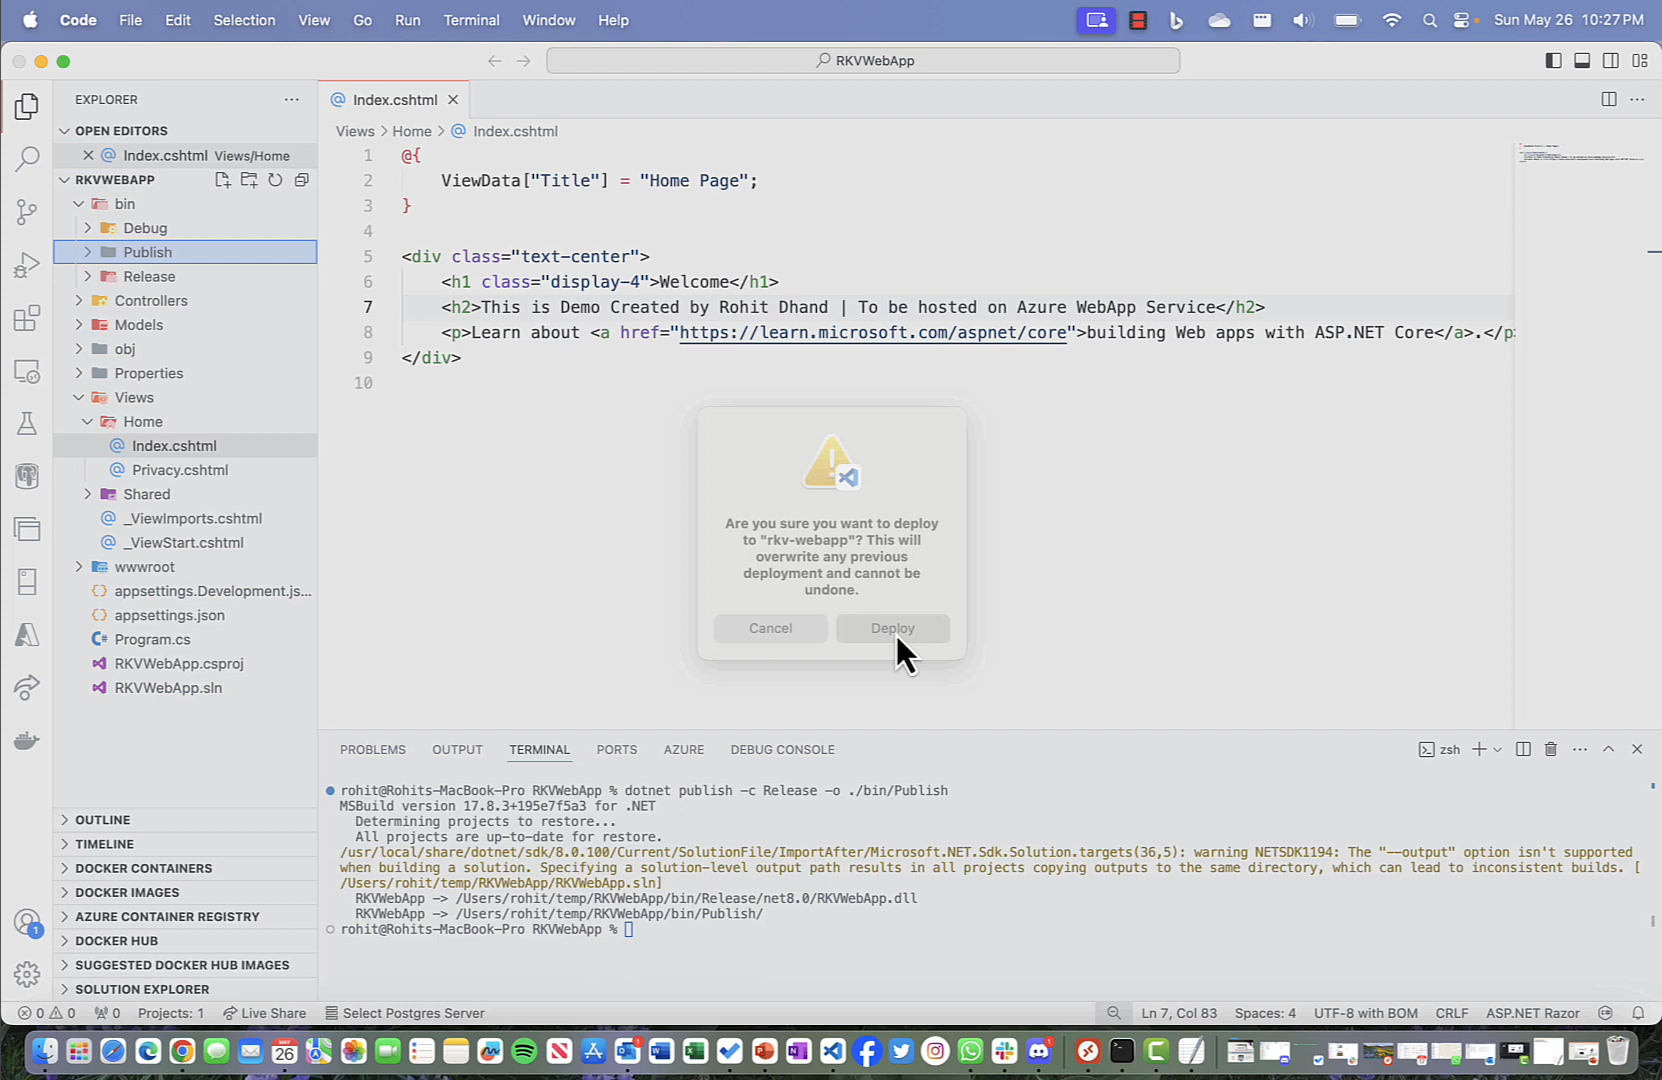 Code File Edit Selection View Go Run Terminal Window Help Sun May 26 10:27 PM
RKVWebApp
EXPLORER
Index.cshtml
OPEN EDITORS
Index.cshtml Views/Home
RKVWEBAPP
bin
Debug
Publish
Release
Controllers
Models
obj
Properties
Views
Home
Index.cshtml
Privacy.cshtml
Shared
_ViewImports.cshtml
_ViewStart.cshtml
wwwroot
appsettings.Development.js...
appsettings.json
Program.cs
RKVWebApp.csproj
RKVWebApp.sln
OUTLINE
TIMELINE
DOCKER CONTAINERS
DOCKER IMAGES
AZURE CONTAINER REGISTRY
DOCKER HUB
SUGGESTED DOCKER HUB IMAGES
SOLUTION EXPLORER
Views > Home > Index.cshtml
1 @{
2 ViewData["Title"] = "Home Page";
3 }
4
5 <div class="text-center">
6 <h1 class="display-4">Welcome</h1>
7 <h2>This is Demo Created by Rohit Dhand | To be hosted on Azure WebApp Service</h2>
8 <p>Learn about <a href="https://learn.microsoft.com/aspnet/core">building Web apps with ASP.NET Core</a>.</p
9 </div>
10
Are you sure you want to deploy
to "rkv-webapp"? This will
overwrite any previous
deployment and cannot be
undone.
Cancel Deploy
PROBLEMS OUTPUT TERMINAL PORTS AZURE DEBUG CONSOLE zsh
rohit@Rohits-MacBook-Pro RKVWebApp % dotnet publish -c Release -o ./bin/Publish
MSBuild version 17.8.3+195e7f5a3 for .NET
Determining projects to restore...
All projects are up-to-date for restore.
/usr/local/share/dotnet/sdk/8.0.100/Current/SolutionFile/ImportAfter/Microsoft.NET.Sdk.Solution.targets(36,5): warning NETSDK1194: The "--output" option isn't supported
when building a solution. Specifying a solution-level output path results in all projects copying outputs to the same directory, which can lead to inconsistent builds. [
/Users/rohit/temp/RKVWebApp/RKVWebApp.sln]
RKVWebApp -> /Users/rohit/temp/RKVWebApp/bin/Release/net8.0/RKVWebApp.dll
RKVWebApp -> /Users/rohit/temp/RKVWebApp/bin/Publish/
rohit@Rohits-MacBook-Pro RKVWebApp %
1
0 0 0 Projects: 1 Live Share Select Postgres Server Ln 7, Col 83 Spaces: 4 UTF-8 with BOM CRLF ASP.NET Razor
26